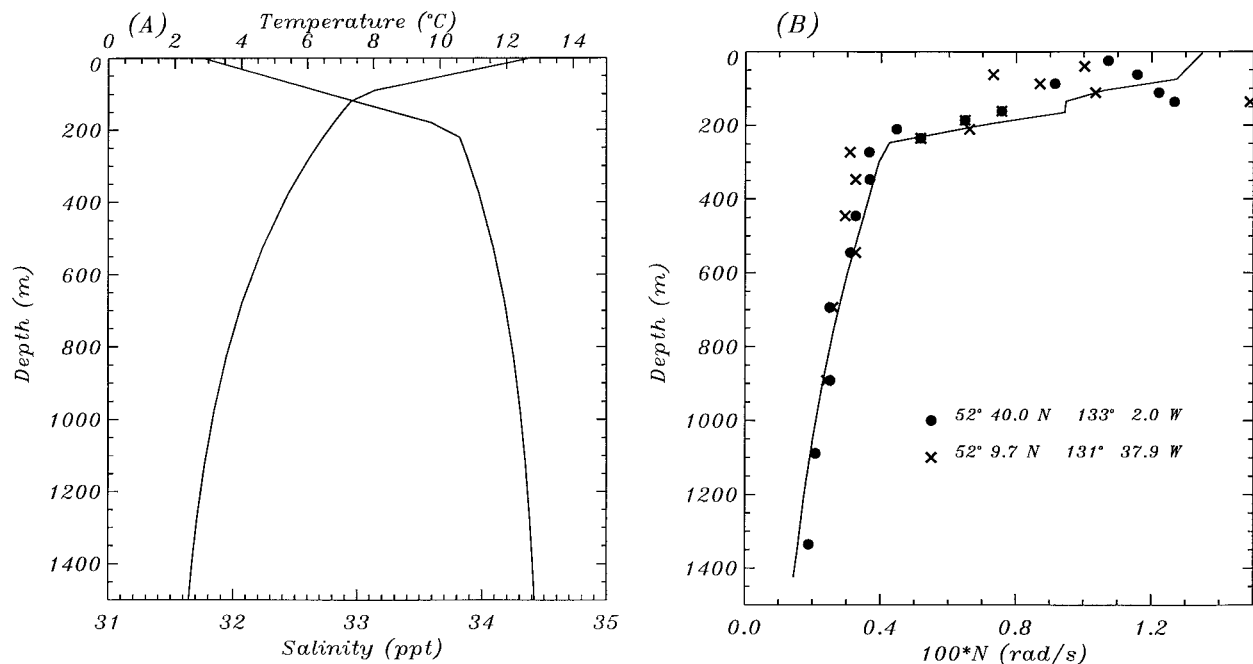 (A)
Temperature (°C)
0 2 4 6 8 10 12 14
0
200
400
600
800
1000
1200
1400
Depth (m)
31 32 33 34 35
Salinity (ppt)
(B)
0
200
400
600
800
1000
1200
1400
Depth (m)
52° 40.0 N 133° 2.0 W
52° 9.7 N 131° 37.9 W
0.0 0.4 0.8 1.2
100*N (rad/s)